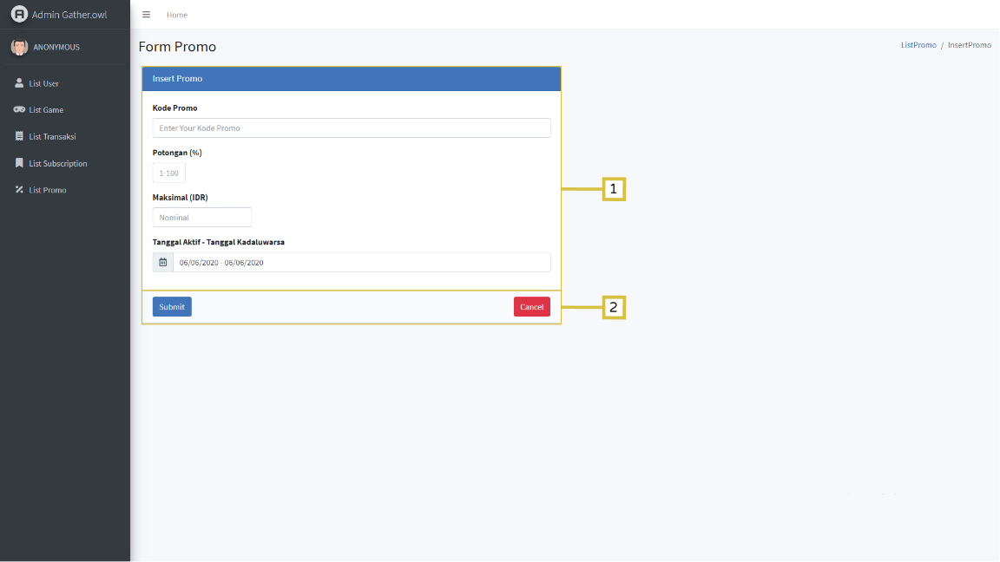 Admin Gather.owl
Home
ANONYMOUS
List User
List Game
List Transaksi
List Subscription
List Promo
Form Promo
ListPromo / InsertPromo
Insert Promo
Kode Promo
Enter Your Kode Promo
Potongan (%)
1-100
Maksimal (IDR)
Nominal
Tanggal Aktif - Tanggal Kadaluwarsa
06/06/2020 - 06/06/2020
1
Submit
Cancel
2